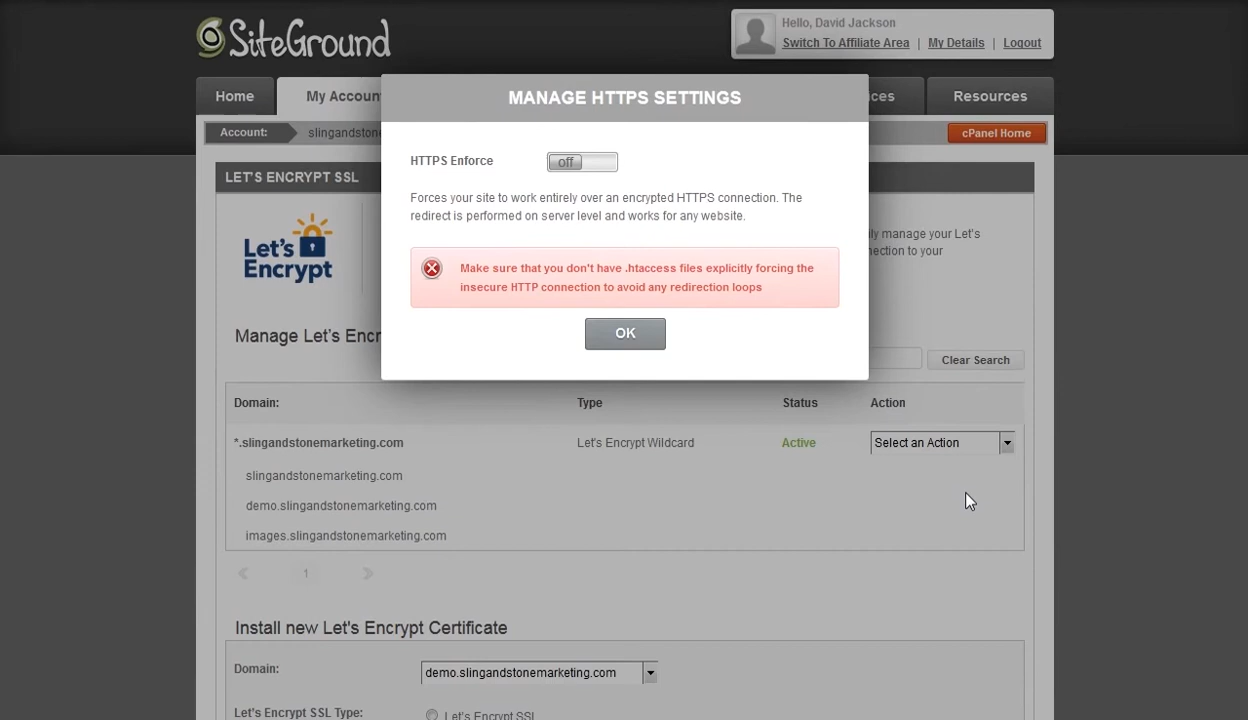 SiteGround
Hello, David Jackson
Switch To Affiliate Area | My Details | Logout
Home
My Accoun
ces
Resources
MANAGE HTTPS SETTINGS
Account:
slingandstone
cPanel Home
HTTPS Enforce
off
LET'S ENCRYPT SSL
Forces your site to work entirely over an encrypted HTTPS connection. The
redirect is performed on server level and works for any website.
Let's
Encrypt
ily manage your Let's
nnection to your
Make sure that you don't have .htaccess files explicitly forcing the
insecure HTTP connection to avoid any redirection loops
OK
Manage Let's Encr
Clear Search
Domain:
Type
Status
Action
*.slingandstonemarketing.com
Let's Encrypt Wildcard
Active
Select an Action
slingandstonemarketing.com
demo.slingandstonemarketing.com
images.slingandstonemarketing.com
1
Install new Let's Encrypt Certificate
Domain:
demo.slingandstonemarketing.com
Let's Encrypt SSL Type:
Let's Encrypt SSL